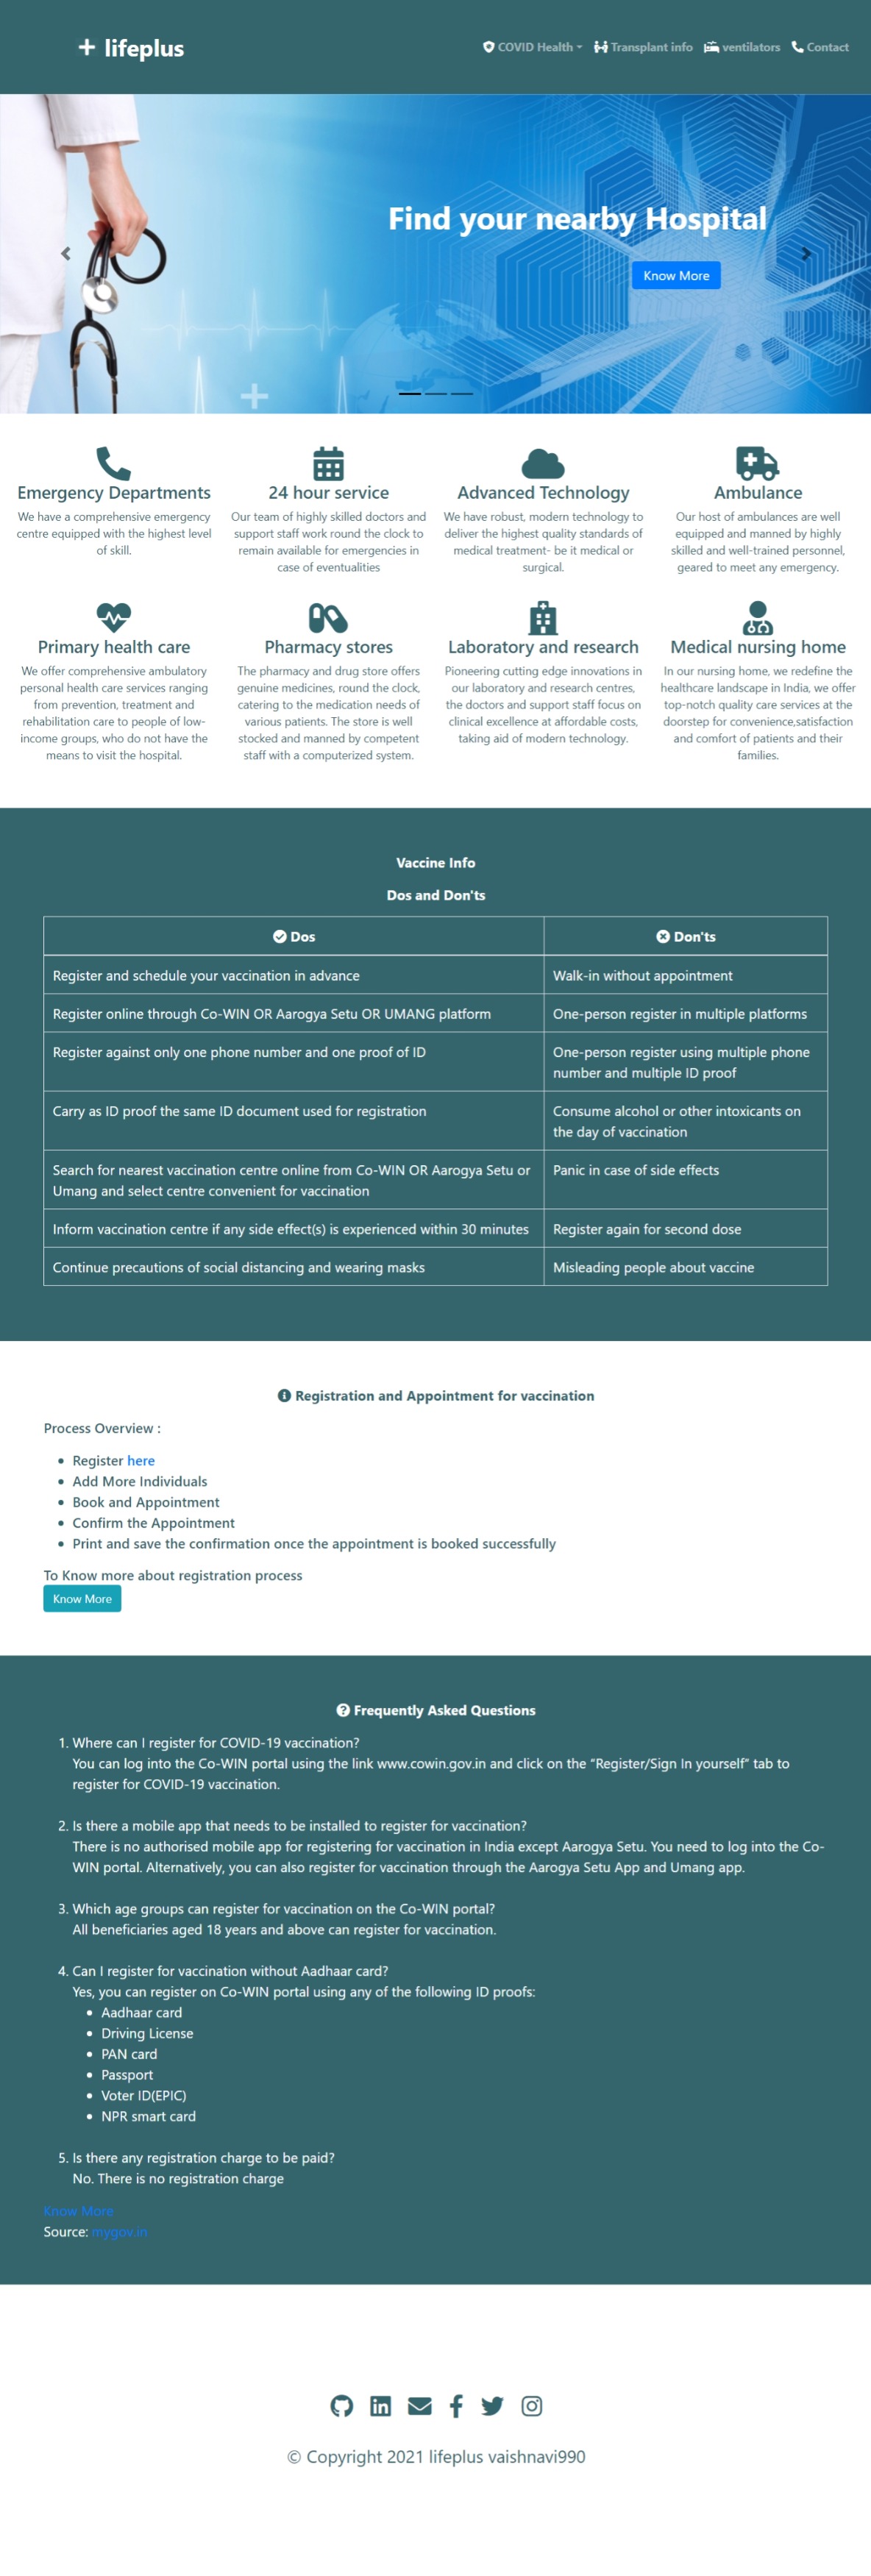 lifeplus
COVID Health
Transplant info
ventilators
Contact
Find your nearby Hospital
Know More
Emergency Departments
We have a comprehensive emergency
centre equipped with the highest level
of skill.
24 hour service
Our team of highly skilled doctors and
support staff work round the clock to
remain available for emergencies in
case of eventualities
Advanced Technology
We have robust, modern technology to
deliver the highest quality standards of
medical treatment- be it medical or
surgical.
Ambulance
Our host of ambulances are well
equipped and manned by highly
skilled and well-trained personnel,
geared to meet any emergency.
Primary health care
We offer comprehensive ambulatory
personal health care services ranging
from prevention, treatment and
rehabilitation care to people of low-
income groups, who do not have the
means to visit the hospital.
Pharmacy stores
The pharmacy and drug store offers
genuine medicines, round the clock,
catering to the medication needs of
various patients. The store is well
stocked and manned by competent
staff with a computerized system.
Laboratory and research
Pioneering cutting edge innovations in
our laboratory and research centres,
the doctors and support staff focus on
clinical excellence at affordable costs,
taking aid of modern technology.
Medical nursing home
In our nursing home, we redefine the
healthcare landscape in India, we offer
top-notch quality care services at the
doorstep for convenience,satisfaction
and comfort of patients and their
families.
Vaccine Info
Dos and Don'ts
Dos
Don'ts
Register and schedule your vaccination in advance
Walk-in without appointment
Register online through Co-WIN OR Aarogya Setu OR UMANG platform
One-person register in multiple platforms
Register against only one phone number and one proof of ID
One-person register using multiple phone
number and multiple ID proof
Carry as ID proof the same ID document used for registration
Consume alcohol or other intoxicants on
the day of vaccination
Search for nearest vaccination centre online from Co-WIN OR Aarogya Setu or
Umang and select centre convenient for vaccination
Panic in case of side effects
Inform vaccination centre if any side effect(s) is experienced within 30 minutes
Register again for second dose
Continue precautions of social distancing and wearing masks
Misleading people about vaccine
Registration and Appointment for vaccination
Process Overview :
• Register here
• Add More Individuals
• Book and Appointment
• Confirm the Appointment
• Print and save the confirmation once the appointment is booked successfully
To Know more about registration process
Know More
Frequently Asked Questions
1. Where can I register for COVID-19 vaccination?
You can log into the Co-WIN portal using the link www.cowin.gov.in and click on the “Register/Sign In yourself” tab to
register for COVID-19 vaccination.
2. Is there a mobile app that needs to be installed to register for vaccination?
There is no authorised mobile app for registering for vaccination in India except Aarogya Setu. You need to log into the Co-
WIN portal. Alternatively, you can also register for vaccination through the Aarogya Setu App and Umang app.
3. Which age groups can register for vaccination on the Co-WIN portal?
All beneficiaries aged 18 years and above can register for vaccination.
4. Can I register for vaccination without Aadhaar card?
Yes, you can register on Co-WIN portal using any of the following ID proofs:
• Aadhaar card
• Driving License
• PAN card
• Passport
• Voter ID(EPIC)
• NPR smart card
5. Is there any registration charge to be paid?
No. There is no registration charge
Know More
Source: mygov.in
© Copyright 2021 lifeplus vaishnavi990